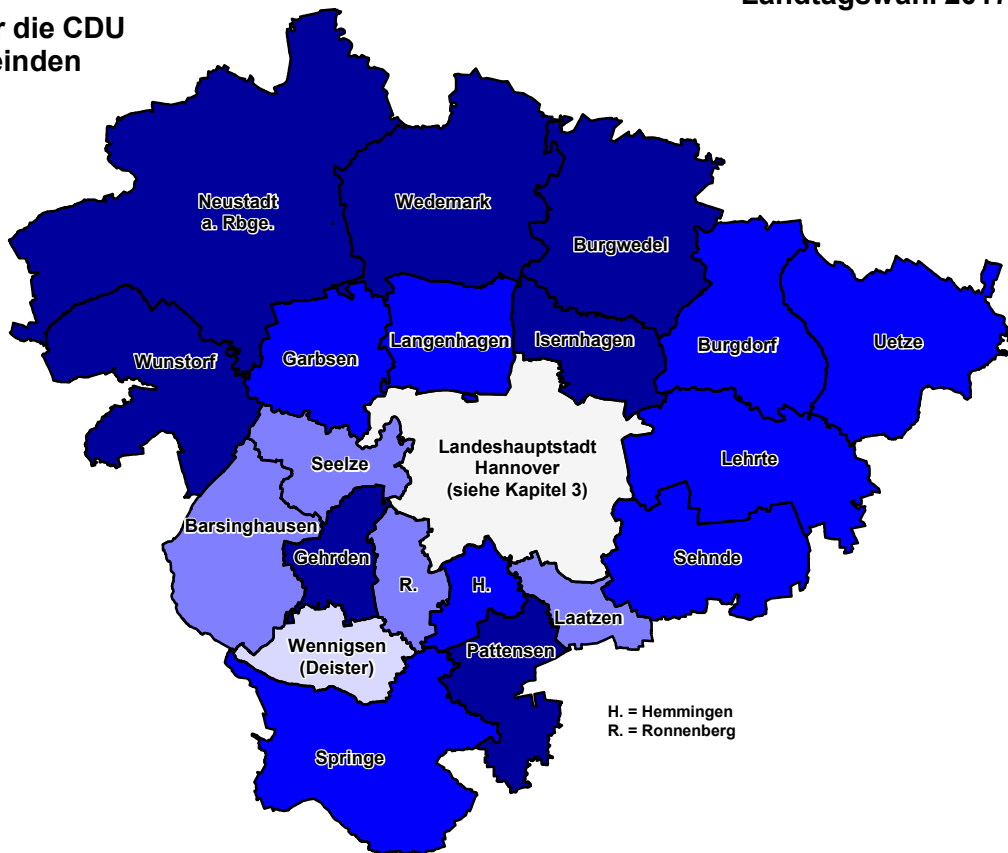 Landtagswahl 2017
r die CDU
einden
Neustadt
a. Rbge.
Wedemark
Burgwedel
Wunstorf
Garbsen
Langenhagen
Isernhagen
Burgdorf
Uetze
Landeshauptstadt
Hannover
(siehe Kapitel 3)
Seelze
Lehrte
Barsinghausen
Gehrden
R.
H.
Sehnde
Laatzen
Wennigsen
(Deister)
Pattensen
H. = Hemmingen
R. = Ronnenberg
Springe